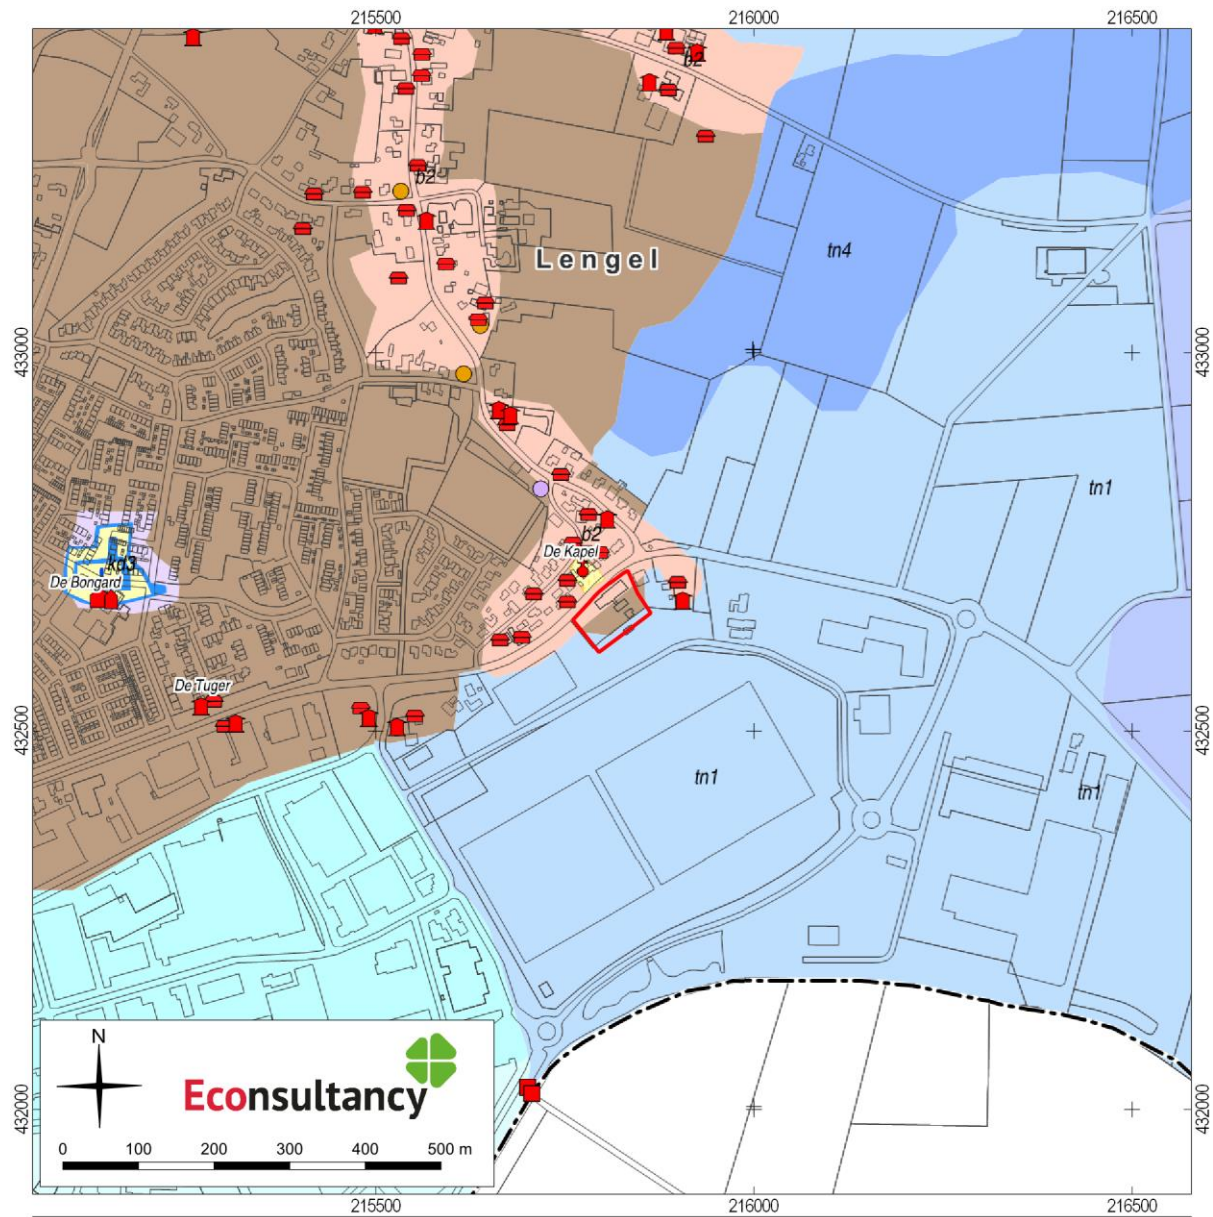 215500 216000 216500
b2
b2
Lengel
tn4
433000 433000
tn1
b2
De Kapel
kd3
De Bongard
De Tuger
432500 432500
tn1
tn1
N
Econsultancy
432000 432000
0 100 200 300 400 500 m
215500 216000 216500